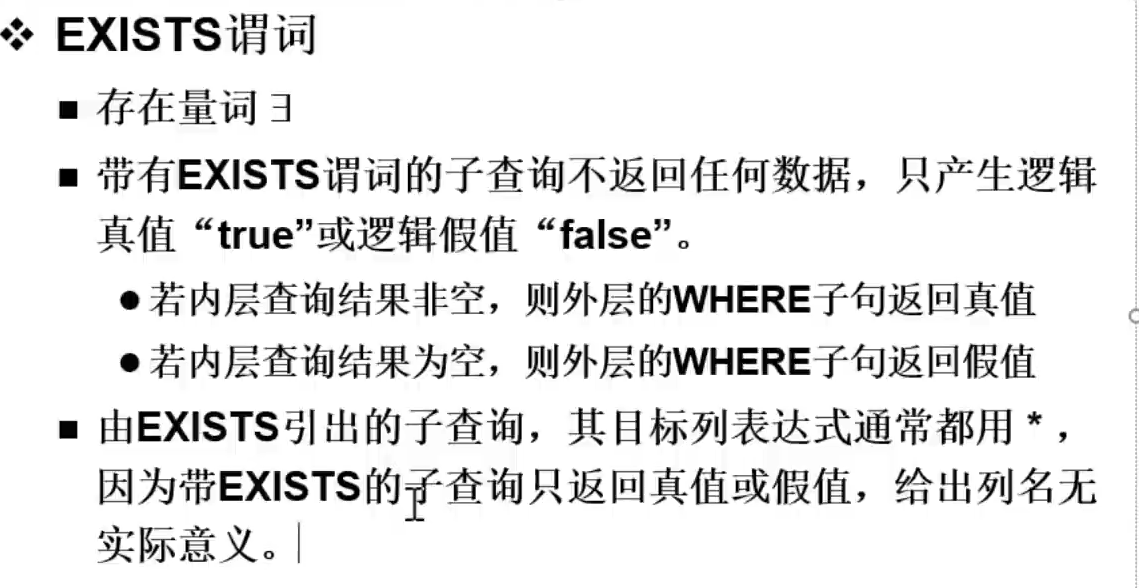 ❖ EXISTS谓词
■ 存在量词 ∃
■ 带有EXISTS谓词的子查询不返回任何数据，只产生逻辑
真值“true”或逻辑假值“false”。
● 若内层查询结果非空，则外层的WHERE子句返回真值
● 若内层查询结果为空，则外层的WHERE子句返回假值
■ 由EXISTS引出的子查询，其目标列表达式通常都用 * ，
因为带EXISTS的子查询只返回真值或假值，给出列名无
实际意义。